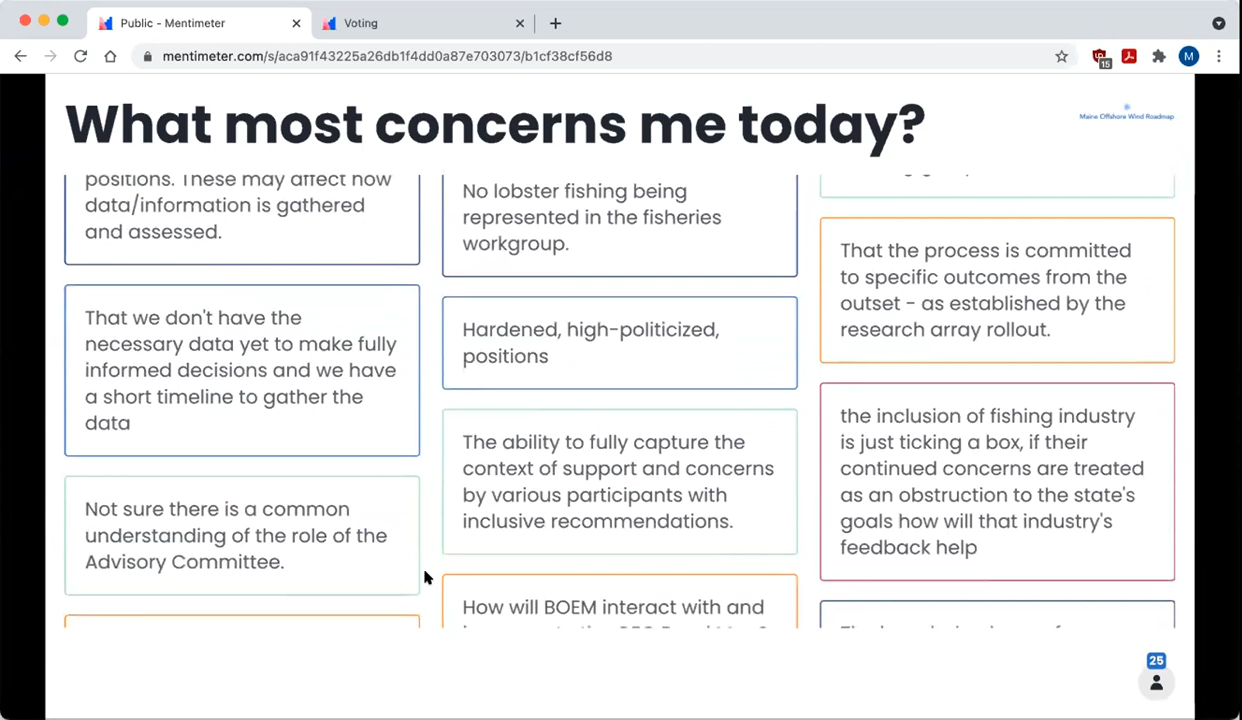 Public - Mentimeter
Voting
mentimeter.com/s/aca91f43225a26db1f4dd0a87e703073/b1cf38cf56d8
15
M
What most concerns me today?
Maine Offshore Wind Roadmap
positions. These may affect how
data/information is gathered
and assessed.
That we don't have the
necessary data yet to make fully
informed decisions and we have
a short timeline to gather the
data
Not sure there is a common
understanding of the role of the
Advisory Committee.
No lobster fishing being
represented in the fisheries
workgroup.
Hardened, high-politicized,
positions
The ability to fully capture the
context of support and concerns
by various participants with
inclusive recommendations.
How will BOEM interact with and
That the process is committed
to specific outcomes from the
outset - as established by the
research array rollout.
the inclusion of fishing industry
is just ticking a box, if their
continued concerns are treated
as an obstruction to the state's
goals how will that industry's
feedback help
25